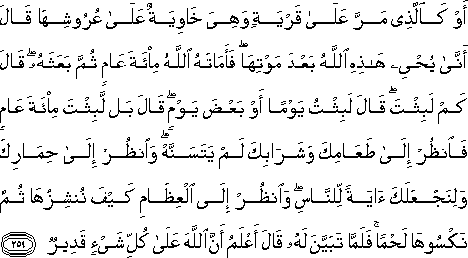 أَوْ كَٱلَّذِى مَرَّ عَلَىٰ قَرْيَةٍ وَهِىَ خَاوِيَةٌ عَلَىٰ عُرُوشِهَا قَالَ
أَنَّىٰ يُحْىِۦ هَـٰذِهِ ٱللَّهُ بَعْدَ مَوْتِهَا ۖ فَأَمَاتَهُ ٱللَّهُ مِا۟ئَةَ عَامٍ ثُمَّ بَعَثَهُۥ ۖ قَالَ
كَمْ لَبِثْتَ ۖ قَالَ لَبِثْتُ يَوْمًا أَوْ بَعْضَ يَوْمٍ ۖ قَالَ بَل لَّبِثْتَ مِا۟ئَةَ عَامٍ
فَٱنظُرْ إِلَىٰ طَعَامِكَ وَشَرَابِكَ لَمْ يَتَسَنَّهْ ۖ وَٱنظُرْ إِلَىٰ حِمَارِكَ
وَلِنَجْعَلَكَ ءَايَةً لِّلنَّاسِ ۖ وَٱنظُرْ إِلَى ٱلْعِظَامِ كَيْفَ نُنشِزُهَا ثُمَّ
نَكْسُوهَا لَحْمًا ۚ فَلَمَّا تَبَيَّنَ لَهُۥ قَالَ أَعْلَمُ أَنَّ ٱللَّهَ عَلَىٰ كُلِّ شَىْءٍ قَدِيرٌ ٢٥٩